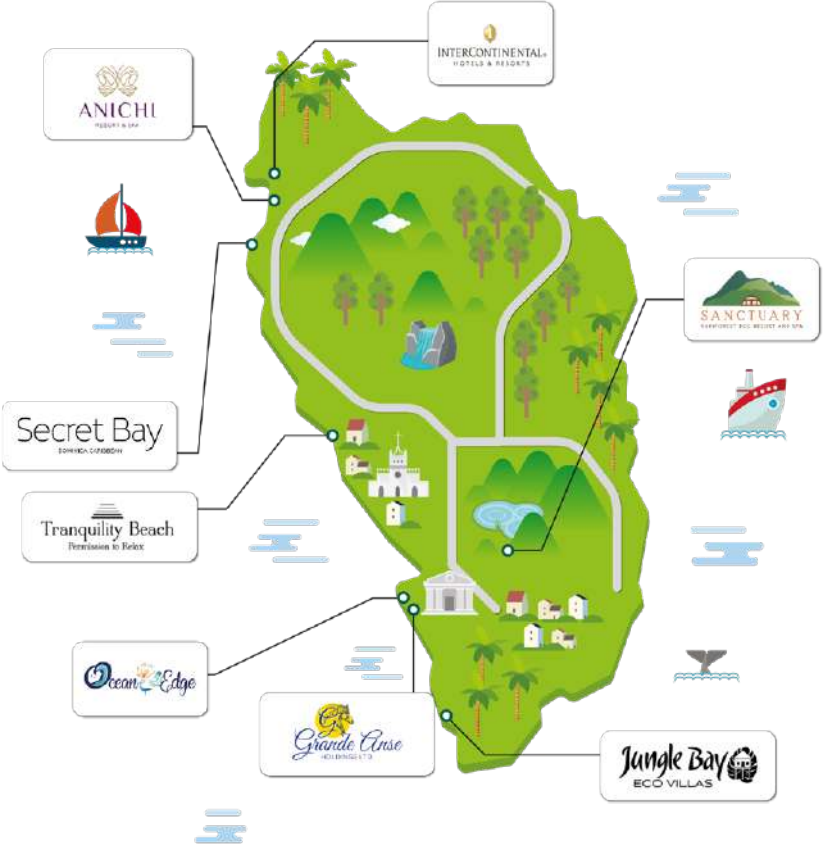 INTERCONTINENTAL®
HOTELS & RESORTS
ANICHI
RESORT & SPA
SANCTUARY
RAINFOREST ECO RESORT AND SPA
Secret Bay
DOMINICA CARIBBEAN
Tranquility Beach
Permission to Relax
Ocean Edge
G
Grande Anse
HOLDINGS LTD
Jungle Bay
ECO VILLAS